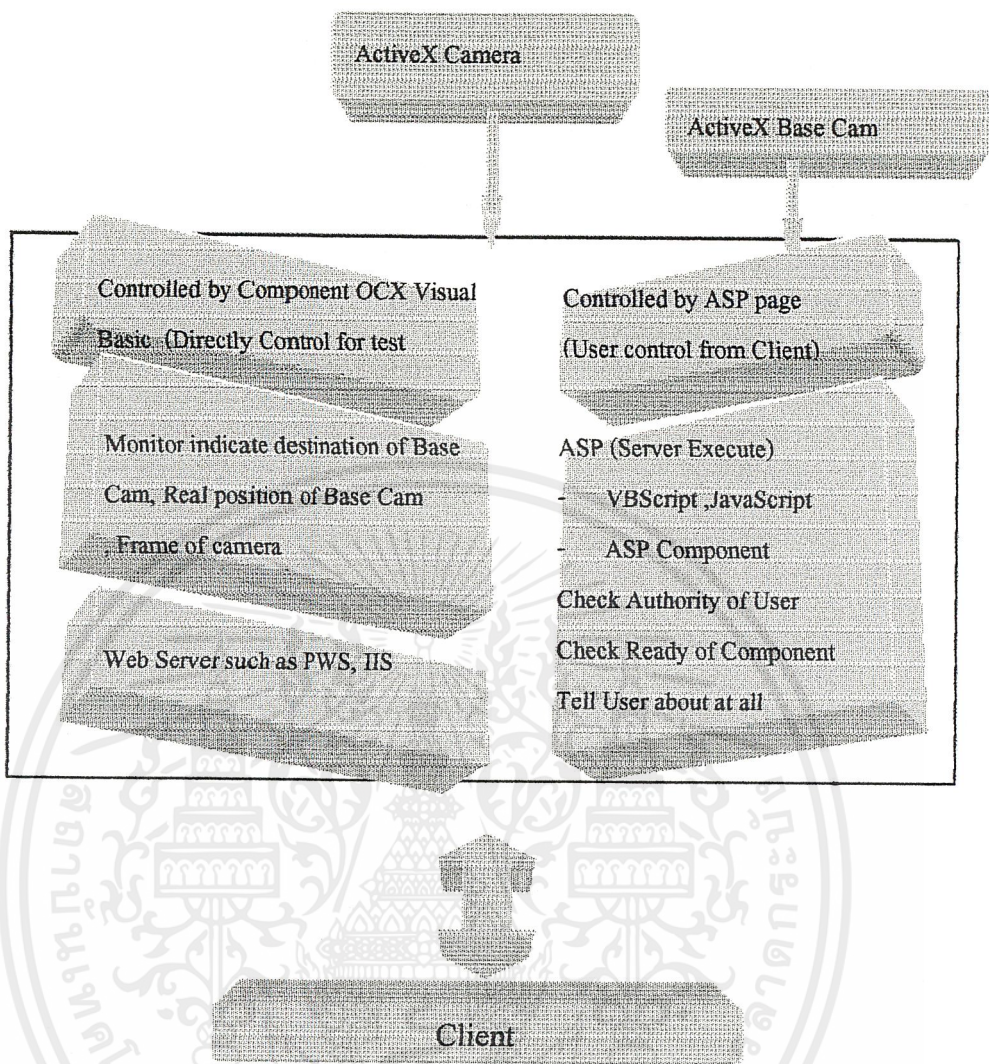 ActiveX Camera
ActiveX Base Cam
Controlled by Component OCX Visual
Basic (Directly Control for test
Monitor indicate destination of Base
Cam, Real position of Base Cam
, Frame of camera
Web Server such as PWS, IIS
Controlled by ASP page
(User control from Client)
ASP (Server Execute)
- VBScript ,JavaScript
- ASP Component
Check Authority of User
Check Ready of Component
Tell User about at all
Client